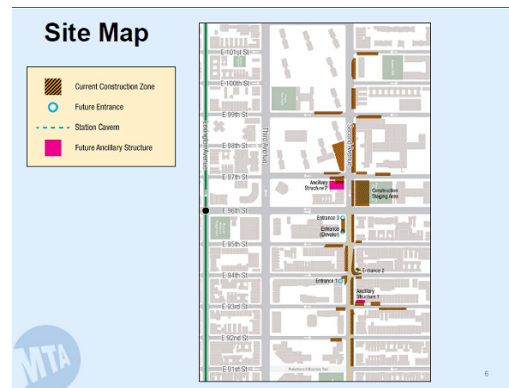 Site Map
Current Construction Zone
Future Entrance
Station Cavern
Future Ancillary Structure
E 101st St
E 100th St
E 99th St
E 98th St
E 97th St
E 96th St
E 95th St
E 94th St
E 93rd St
E 92nd St
E 91st St
Lexington Avenue
Third Avenue
Second Avenue
Ancillary
Structure 2
Construction
Staging Area
Entrance 3
Entrance
(Elevator)
Entrance 2
Entrance 1
Ancillary
Structure 1
MTA
6